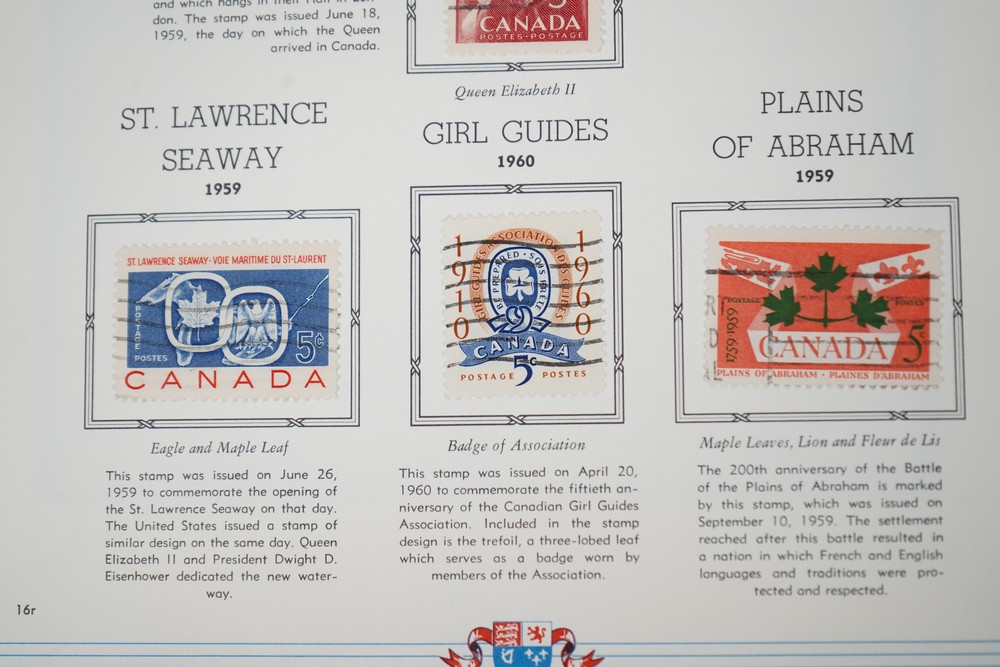 and which hangs in their Hall in Lon-
don. The stamp was issued June 18,
1959, the day on which the Queen
arrived in Canada.
5
CANADA
POSTES·POSTAGE
Queen Elizabeth II
ST. LAWRENCE
SEAWAY
1959
ST. LAWRENCE SEAWAY-VOIE MARITIME DU ST-LAURENT
POSTAGE
POSTES
5¢
CANADA
Eagle and Maple Leaf
This stamp was issued on June 26,
1959 to commemorate the opening of
the St. Lawrence Seaway on that day.
The United States issued a stamp of
similar design on the same day. Queen
Elizabeth II and President Dwight D.
Eisenhower dedicated the new water-
way.
GIRL GUIDES
1960
1910
1960
GIRL GUIDES ASSOCIATION DES GUIDES
BE PREPARED · SOIS PRÊTE
CANADA
5¢
POSTAGE POSTES
Badge of Association
This stamp was issued on April 20,
1960 to commemorate the fiftieth an-
niversary of the Canadian Girl Guides
Association. Included in the stamp
design is the trefoil, a three-lobed leaf
which serves as a badge worn by
members of the Association.
PLAINS
OF ABRAHAM
1959
POSTAGE
POSTES
1759·1959
CANADA
5¢
PLAINS OF ABRAHAM · PLAINES D'ABRAHAM
Maple Leaves, Lion and Fleur de Lis
The 200th anniversary of the Battle
of the Plains of Abraham is marked
by this stamp, which was issued on
September 10, 1959. The settlement
reached after this battle resulted in
a nation in which French and English
languages and traditions were pro-
tected and respected.
16r